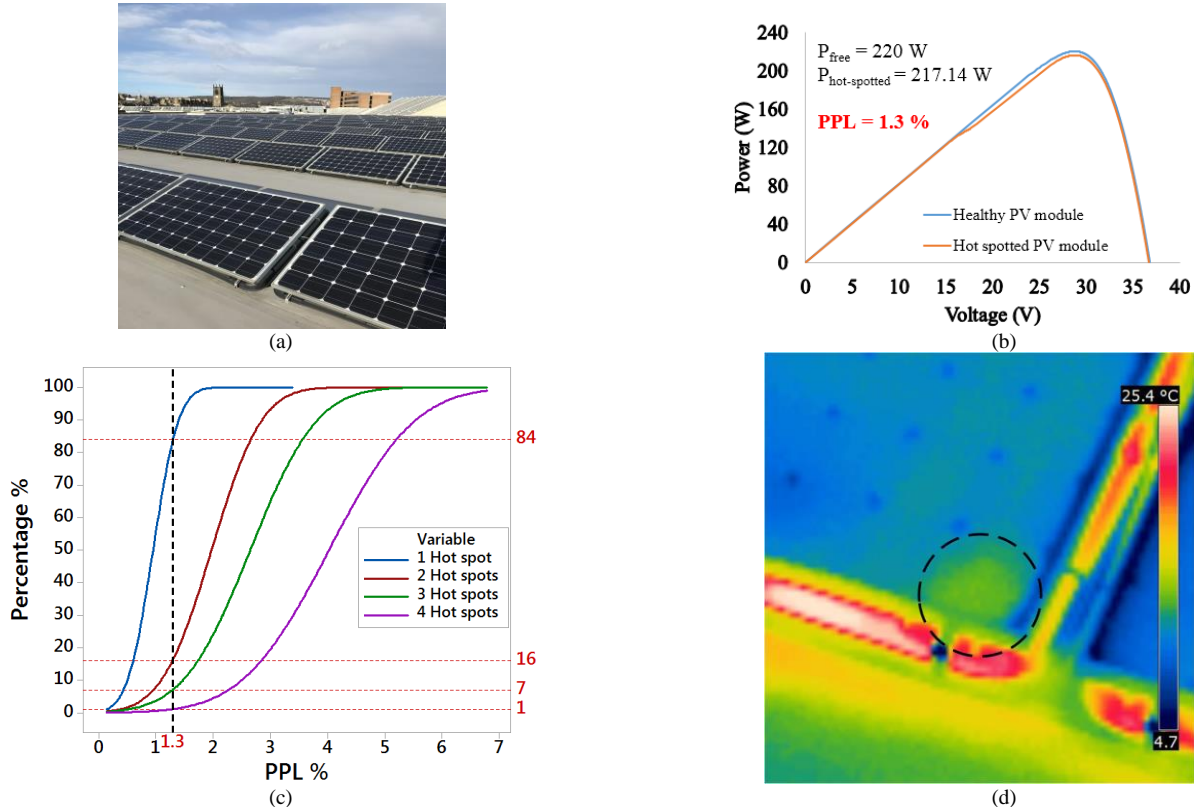 (a)
240
200
160
120
80
40
0
Power (W)
P_free = 220 W
P_hot-spotted = 217.14 W
PPL = 1.3 %
Healthy PV module
Hot spotted PV module
0 5 10 15 20 25 30 35 40
Voltage (V)
(b)
100
90
80
70
60
50
40
30
20
10
0
Percentage %
84
16
7
1
Variable
1 Hot spot
2 Hot spots
3 Hot spots
4 Hot spots
0 1 1.3 2 3 4 5 6 7
PPL %
(c)
25.4 °C
4.7
(d)